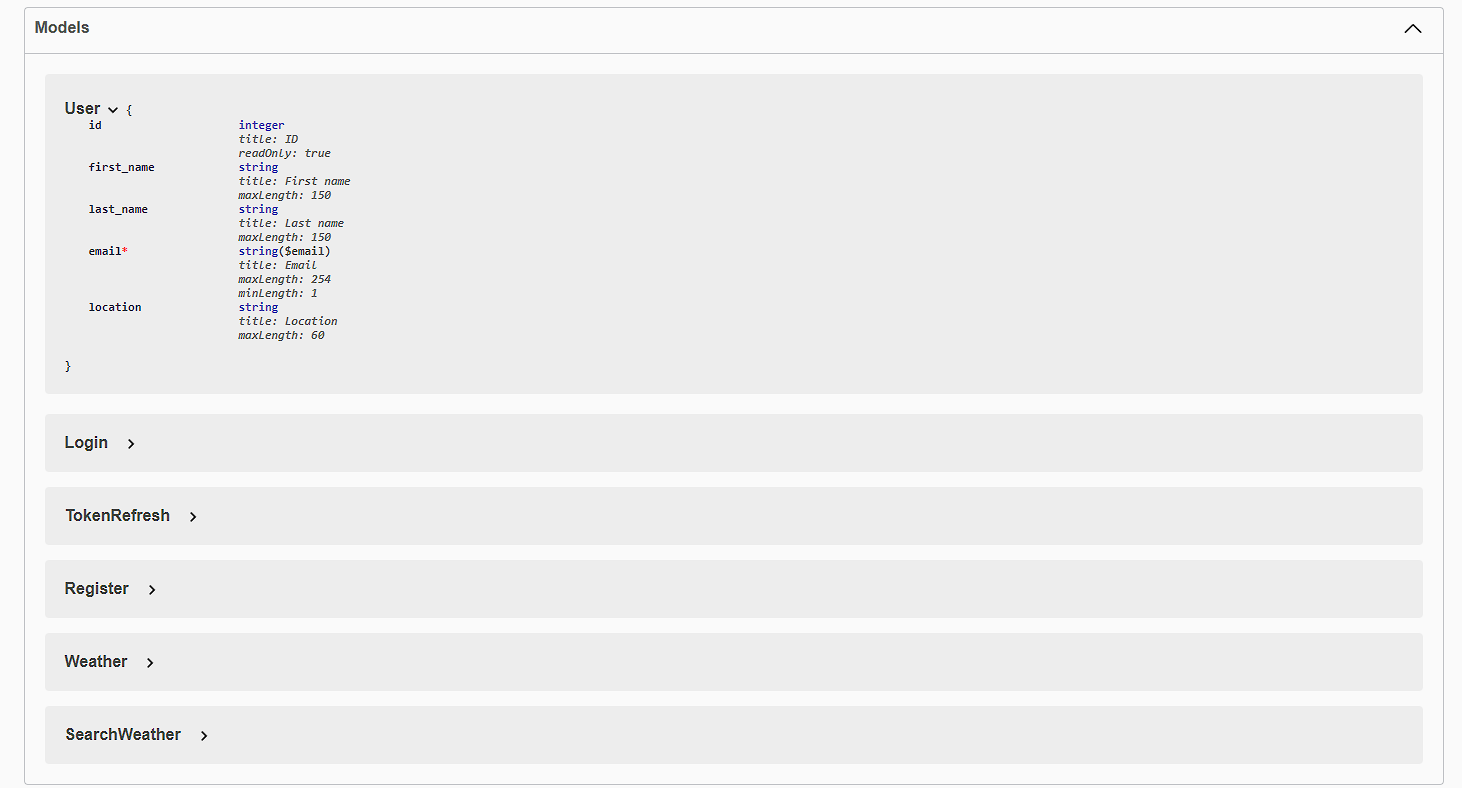 Models
User {
id integer
title: ID
readOnly: true
first_name string
title: First name
maxLength: 150
last_name string
title: Last name
maxLength: 150
email* string($email)
title: Email
maxLength: 254
minLength: 1
location string
title: Location
maxLength: 60
}
Login
TokenRefresh
Register
Weather
SearchWeather